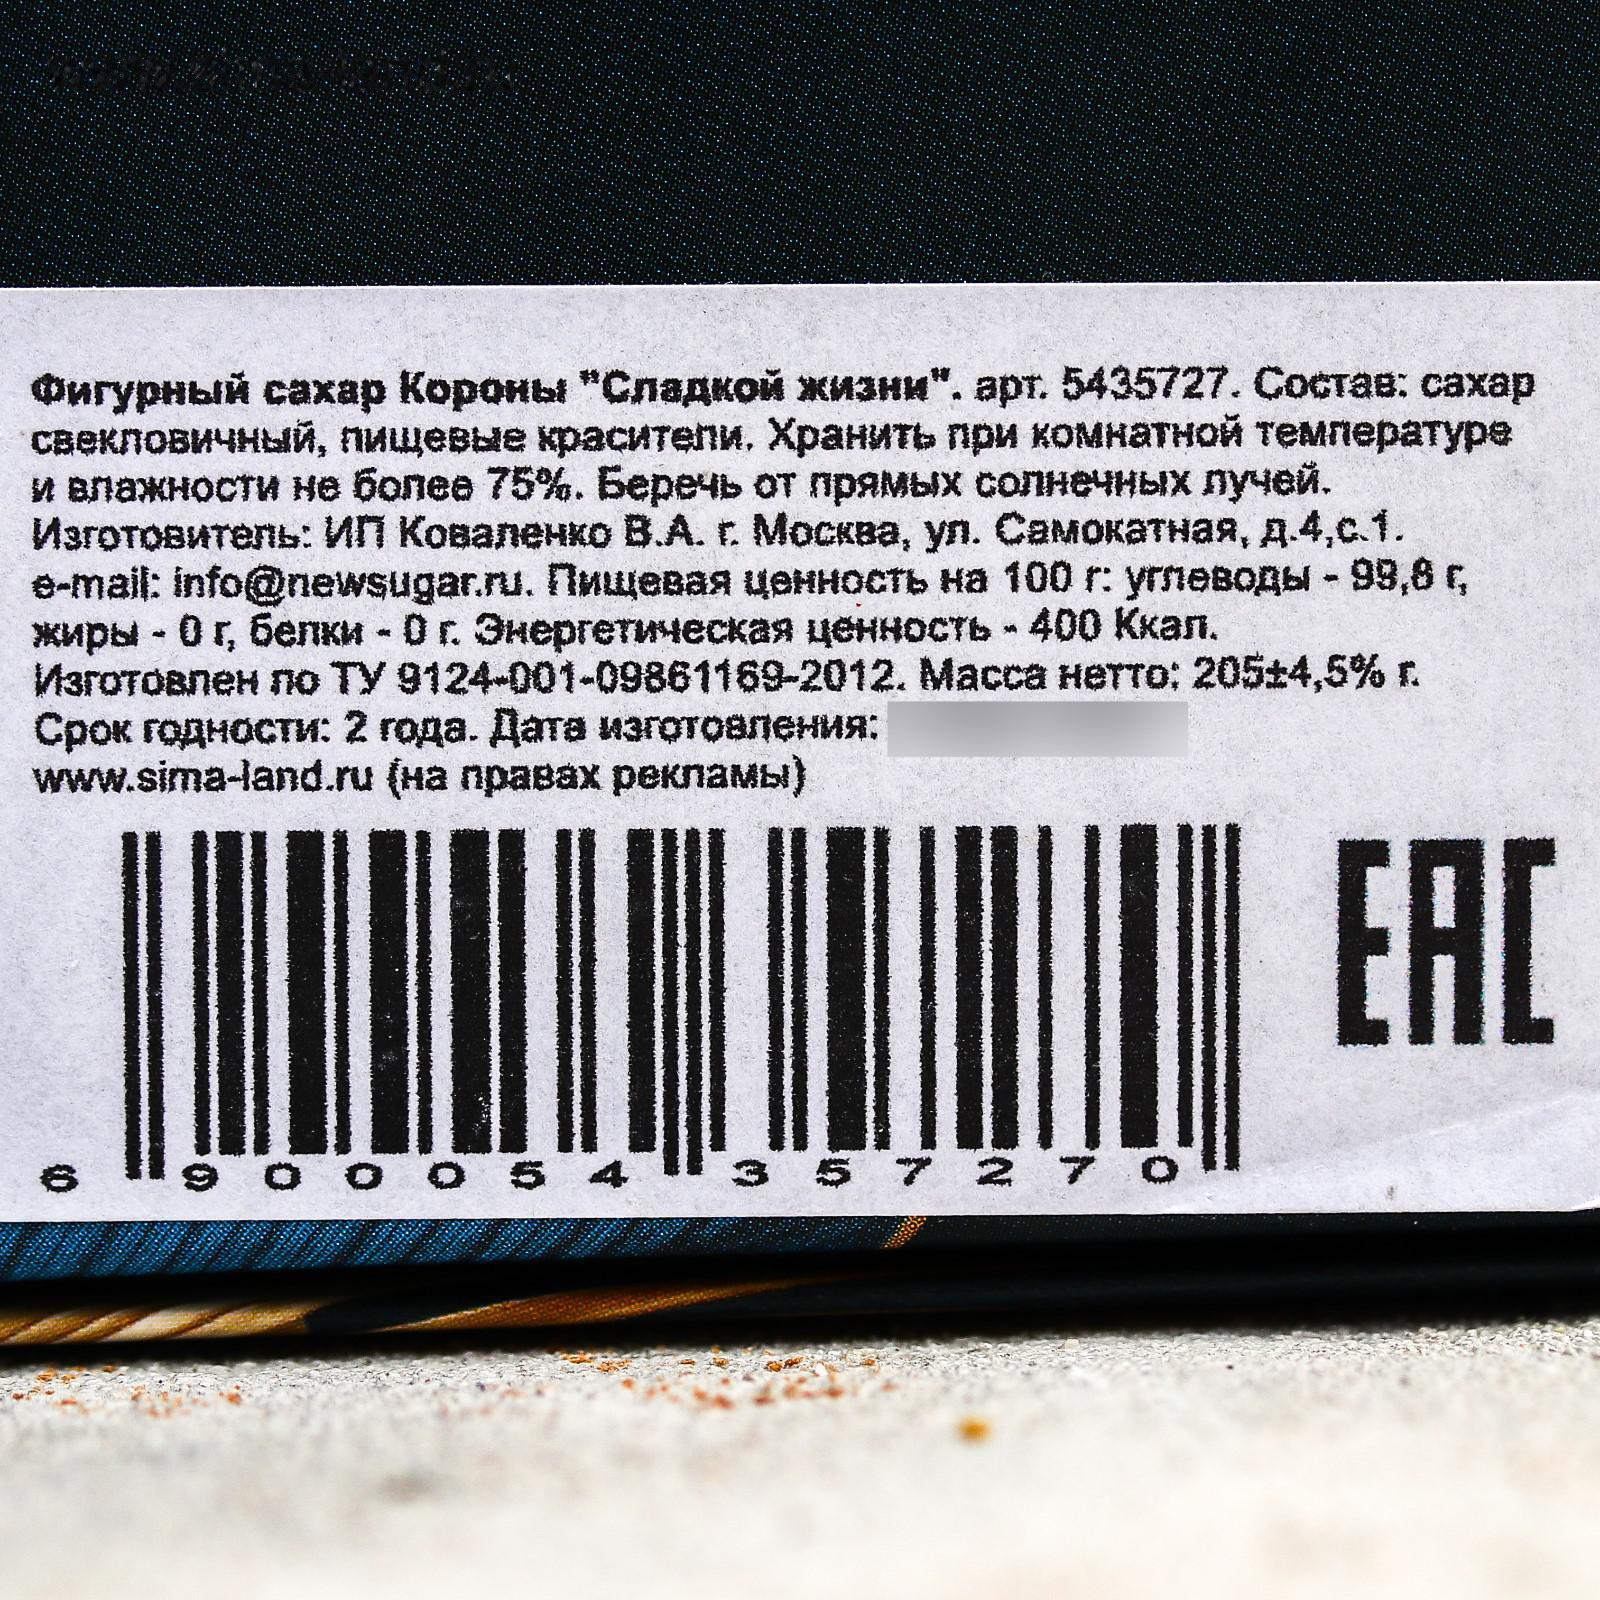 Фигурный сахар Короны "Сладкой жизни". арт. 5435727. Состав: сахар
свекловичный, пищевые красители. Хранить при комнатной температуре
и влажности не более 75%. Беречь от прямых солнечных лучей.
Изготовитель: ИП Коваленко В.А. г. Москва, ул. Самокатная, д.4,с.1.
e-mail: info@newsugar.ru. Пищевая ценность на 100 г: углеводы - 99,8 г,
жиры - 0 г, белки - 0 г. Энергетическая ценность - 400 Ккал.
Изготовлен по ТУ 9124-001-09861169-2012. Масса нетто: 205±4,5% г.
Срок годности: 2 года. Дата изготовления:
www.sima-land.ru (на правах рекламы)
EAC
6 900054 357270